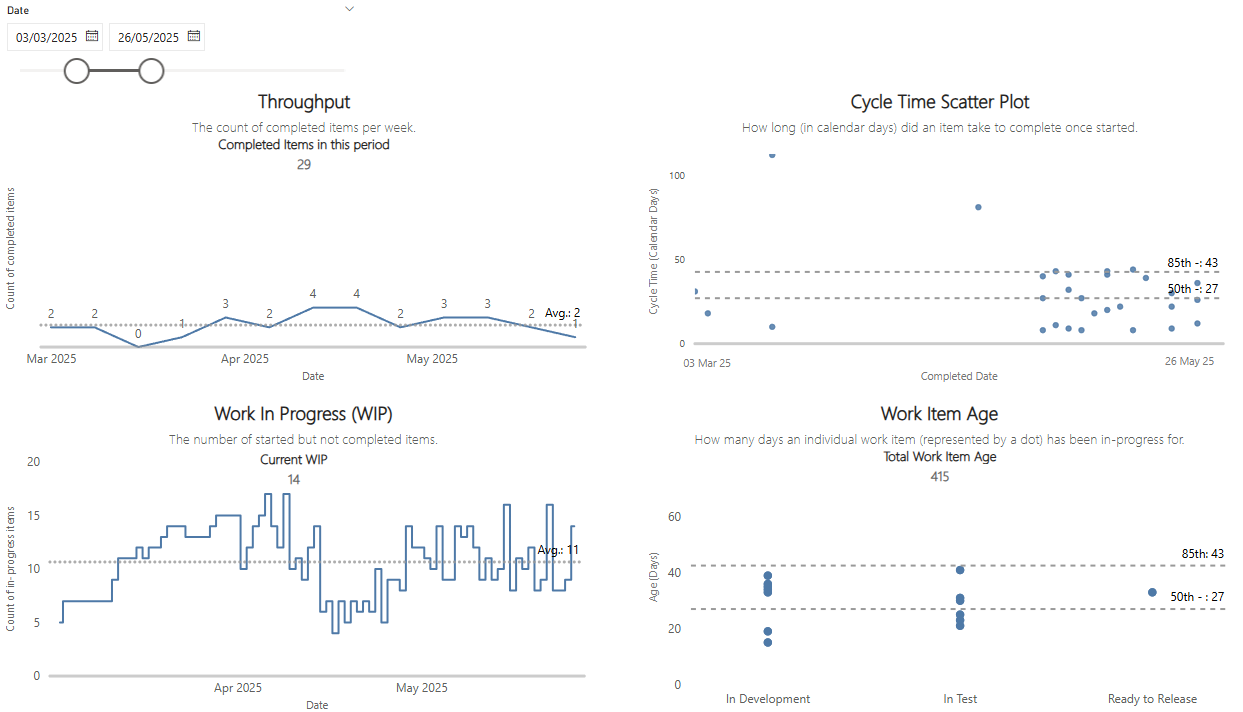 Date
03/03/2025 26/05/2025
Throughput
The count of completed items per week.
Completed Items in this period
29
Count of completed items
2 2 0 1 3 2 4 4 2 3 3 2 1
Avg.: 2
Mar 2025 Apr 2025 May 2025
Date
Cycle Time Scatter Plot
How long (in calendar days) did an item take to complete once started.
Cycle Time (Calendar Days)
100
50
0
85th -: 43
50th -: 27
03 Mar 25 26 May 25
Completed Date
Work In Progress (WIP)
The number of started but not completed items.
Current WIP
14
Count of in-progress items
20
15
10
5
0
Avg.: 11
Apr 2025 May 2025
Date
Work Item Age
How many days an individual work item (represented by a dot) has been in-progress for.
Total Work Item Age
415
Age (Days)
60
40
20
0
85th: 43
50th - : 27
In Development In Test Ready to Release